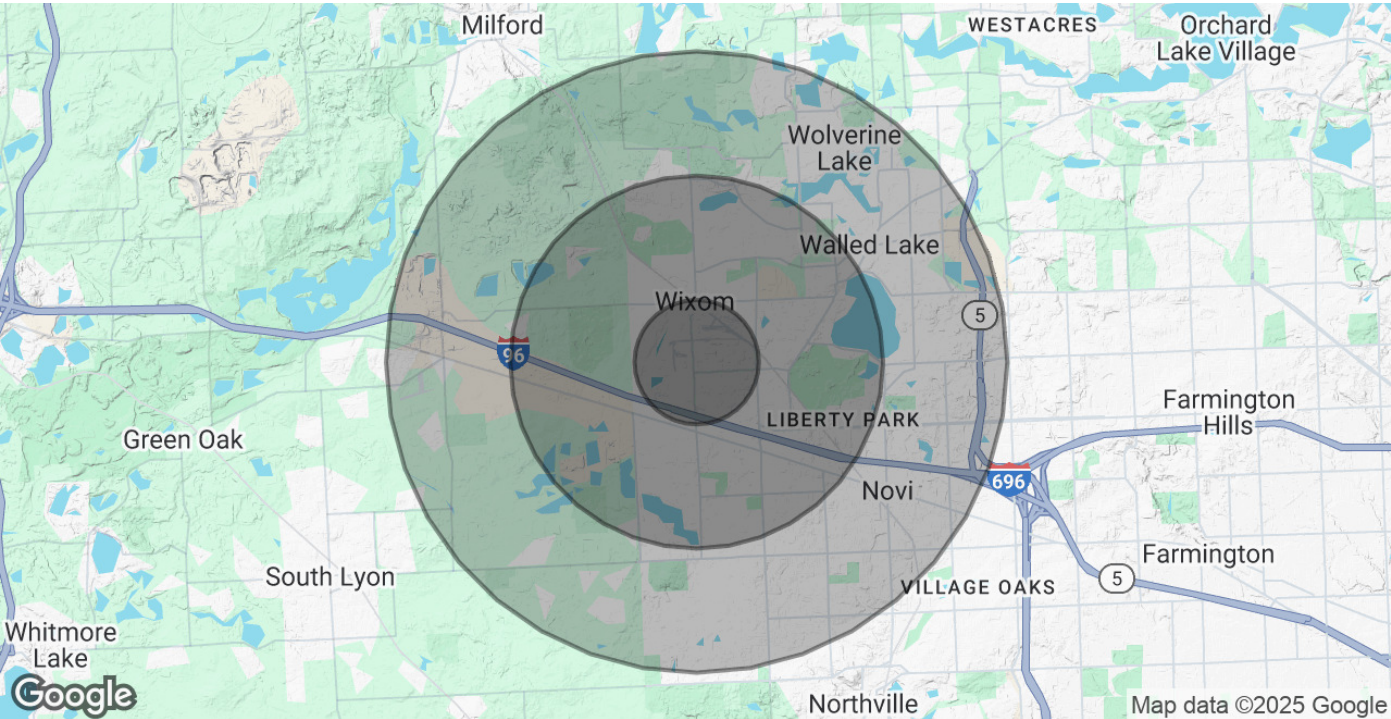 Milford
WESTACRES
Orchard
Lake Village
Wolverine
Lake
Walled Lake
Wixom
5
96
Farmington
Hills
LIBERTY PARK
Green Oak
696
Novi
Farmington
South Lyon
5
VILLAGE OAKS
Whitmore
Lake
Google
Northville
Map data ©2025 Google